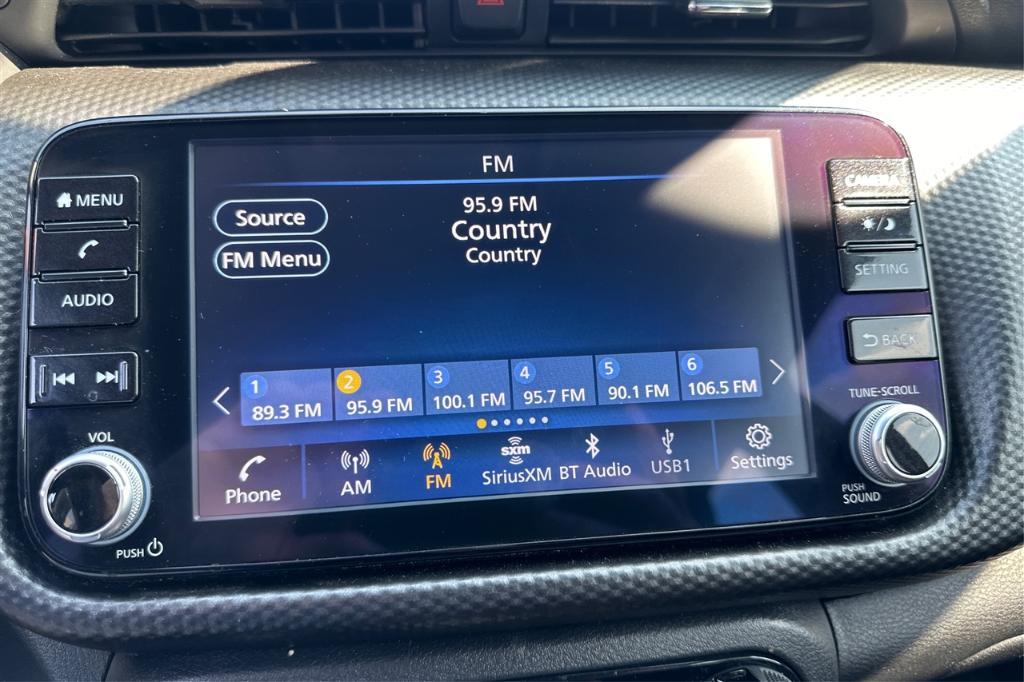 MENU
AUDIO
VOL
PUSH
FM
95.9 FM
Country
Country
Source
FM Menu
1 2 3 4 5 6
89.3 FM 95.9 FM 100.1 FM 95.7 FM 90.1 FM 106.5 FM
Phone AM FM SiriusXM BT Audio USB1 Settings
sxm
CAMERA
SETTING
BACK
TUNE-SCROLL
PUSH
SOUND